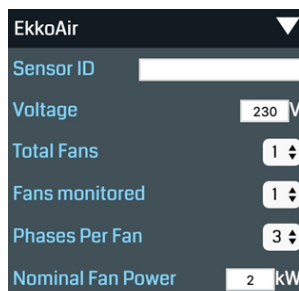 EkkoAir
Sensor ID
Voltage 230 V
Total Fans 1
Fans monitored 1
Phases Per Fan 3
Nominal Fan Power 2 kW